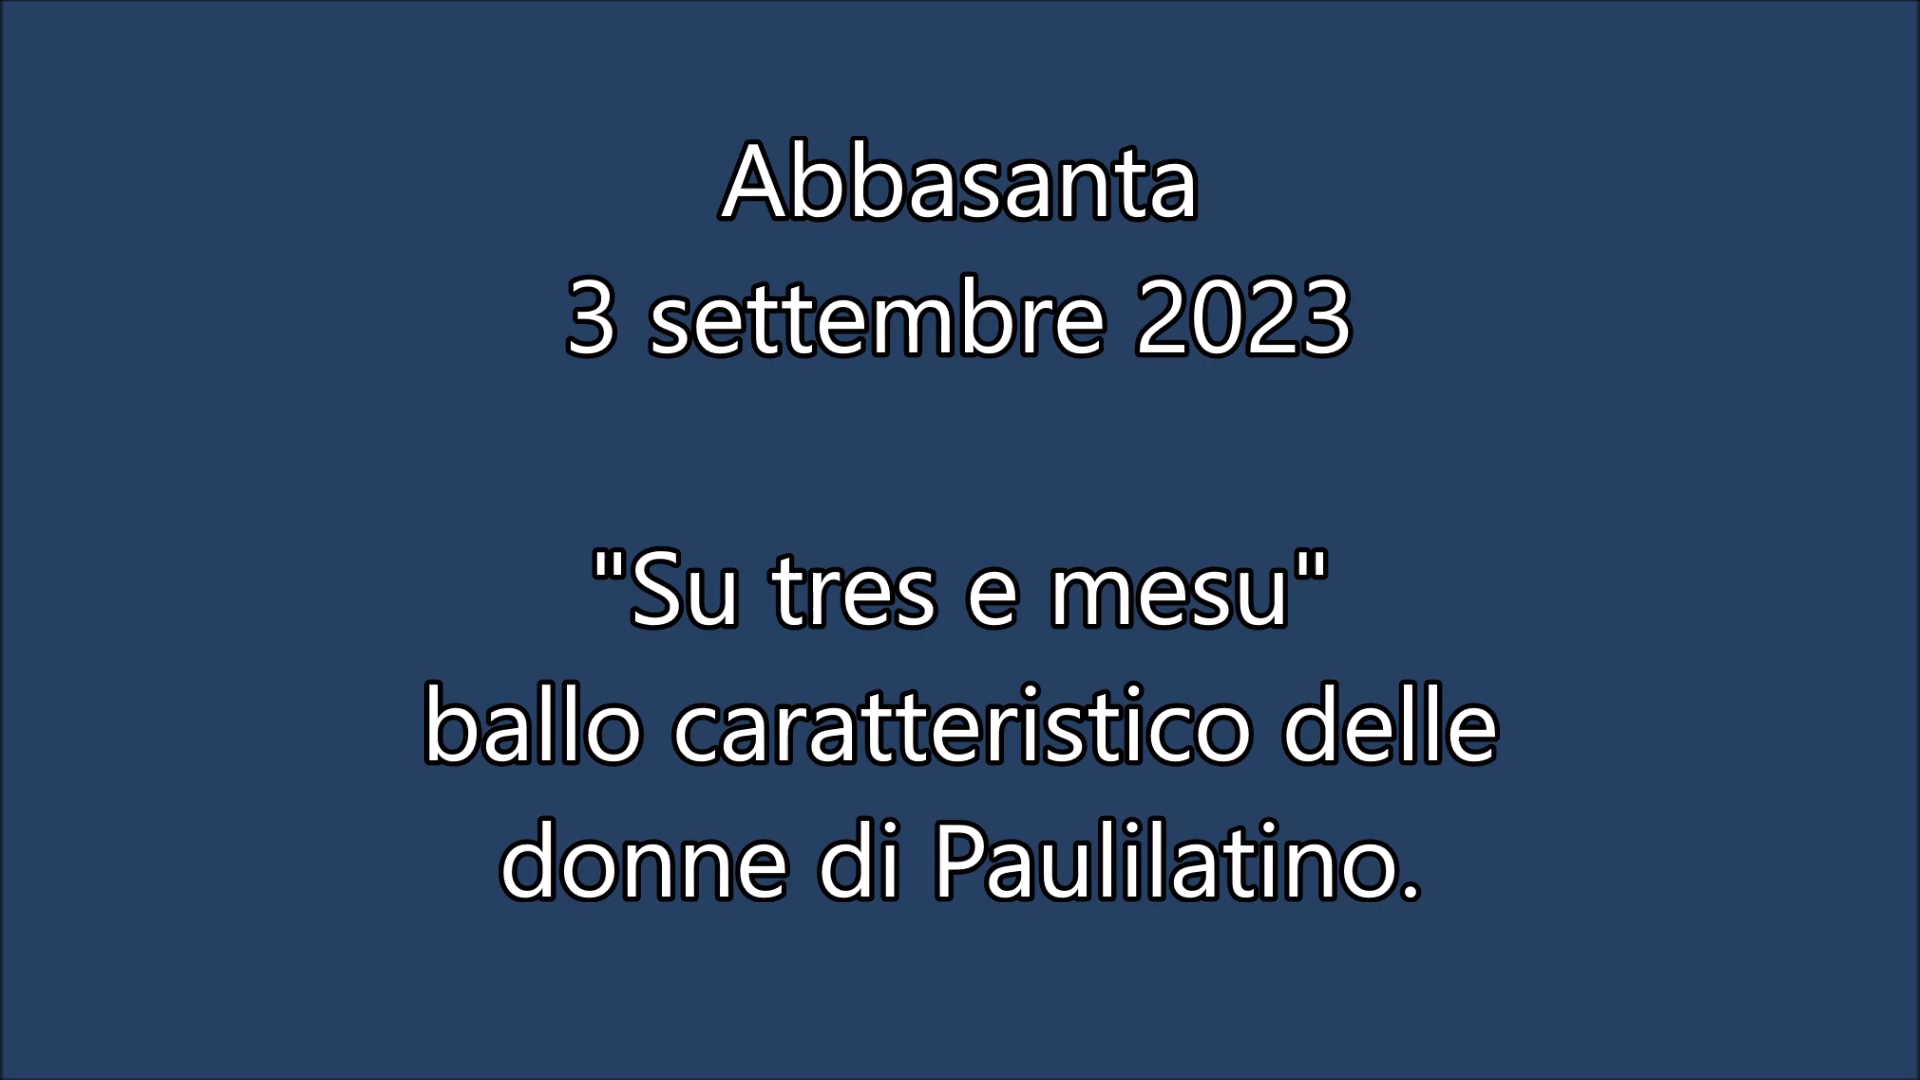 Abbasanta
3 settembre 2023
"Su tres e mesu"
ballo caratteristico delle
donne di Paulilatino.